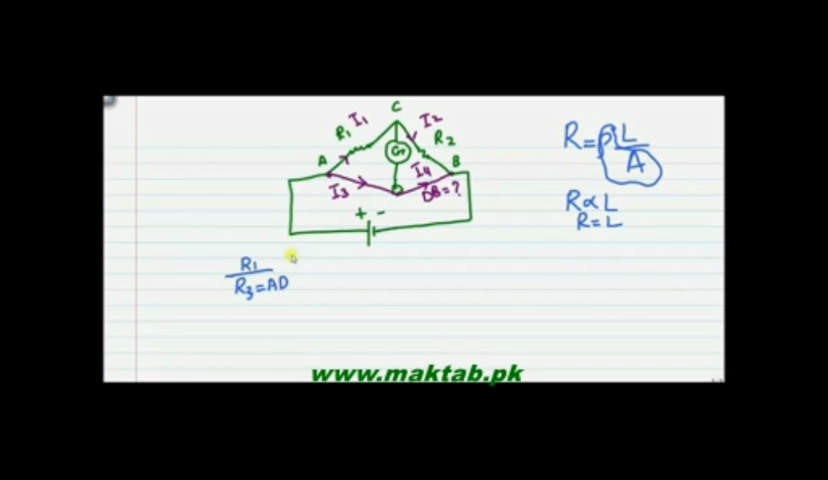 C
R1 I1 I2 R2
A G B
I3 I4
DB=?
+ -
R=ρL/A
R∝L
R=L
R1
R3=AD
www.maktab.pk